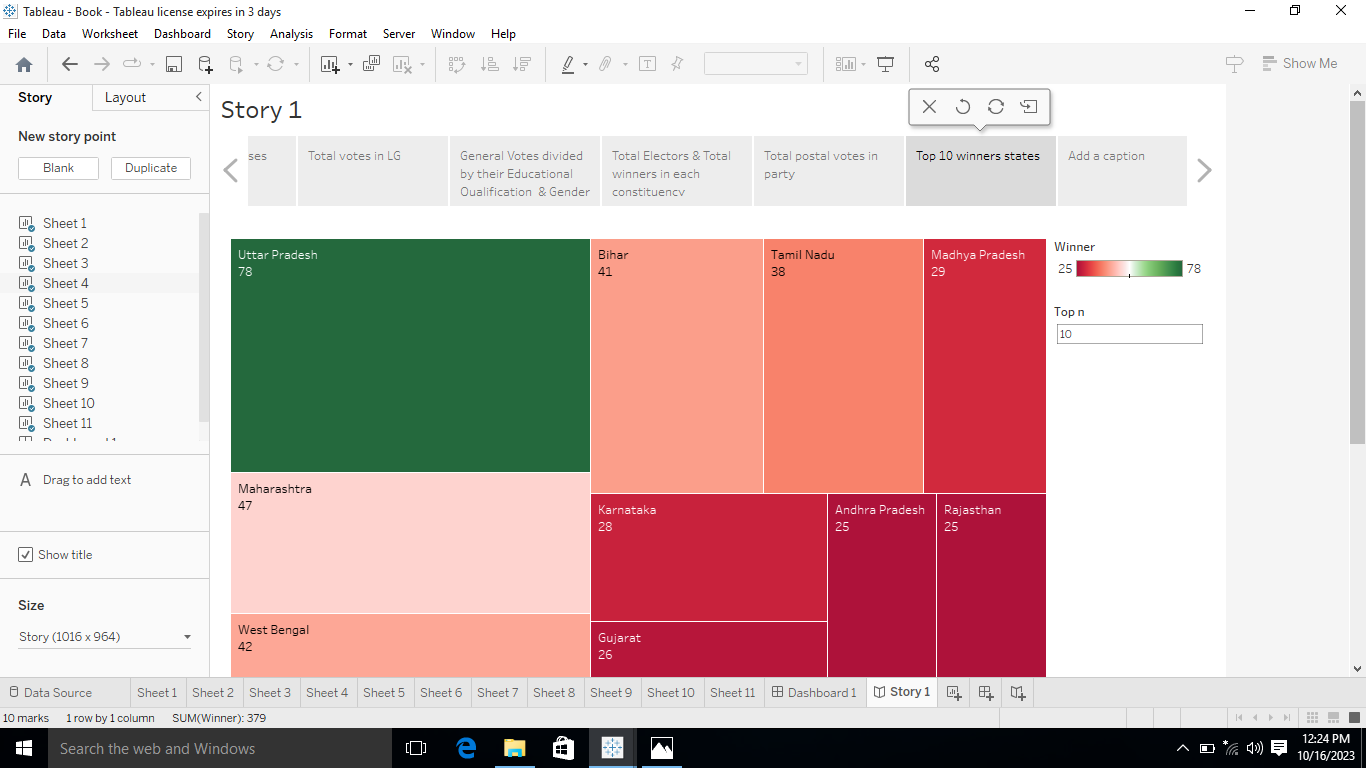 Tableau - Book - Tableau license expires in 3 days
File Data Worksheet Dashboard Story Analysis Format Server Window Help
Show Me
Story Layout
New story point
Blank Duplicate
Sheet 1
Sheet 2
Sheet 3
Sheet 4
Sheet 5
Sheet 6
Sheet 7
Sheet 8
Sheet 9
Sheet 10
Sheet 11
A Drag to add text
Show title
Size
Story (1016 x 964)
Story 1
ses
Total votes in LG
General Votes divided
by their Educational
Qualification & Gender
Total Electors & Total
winners in each
constituency
Total postal votes in
party
Top 10 winners states
Add a caption
Uttar Pradesh
78
Bihar
41
Tamil Nadu
38
Madhya Pradesh
29
Maharashtra
47
Karnataka
28
Andhra Pradesh
25
Rajasthan
25
West Bengal
42
Gujarat
26
Winner
25 78
Top n
10
Data Source Sheet 1 Sheet 2 Sheet 3 Sheet 4 Sheet 5 Sheet 6 Sheet 7 Sheet 8 Sheet 9 Sheet 10 Sheet 11 Dashboard 1 Story 1
10 marks 1 row by 1 column SUM(Winner): 379
Search the web and Windows
12:24 PM
10/16/2023